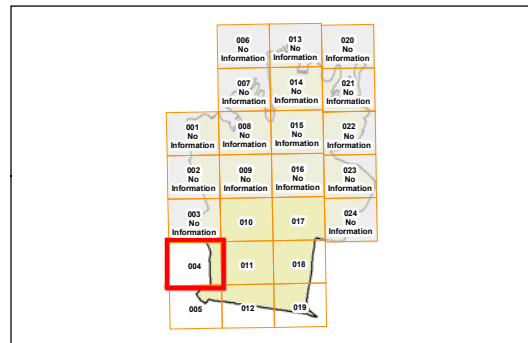 006
No
Information
013
No
Information
020
No
Information
007
No
Information
014
No
Information
021
No
Information
001
No
Information
008
No
Information
015
No
Information
022
No
Information
002
No
Information
009
No
Information
016
No
Information
023
No
Information
003
No
Information
010
017
024
No
Information
004
011
018
005
012
019